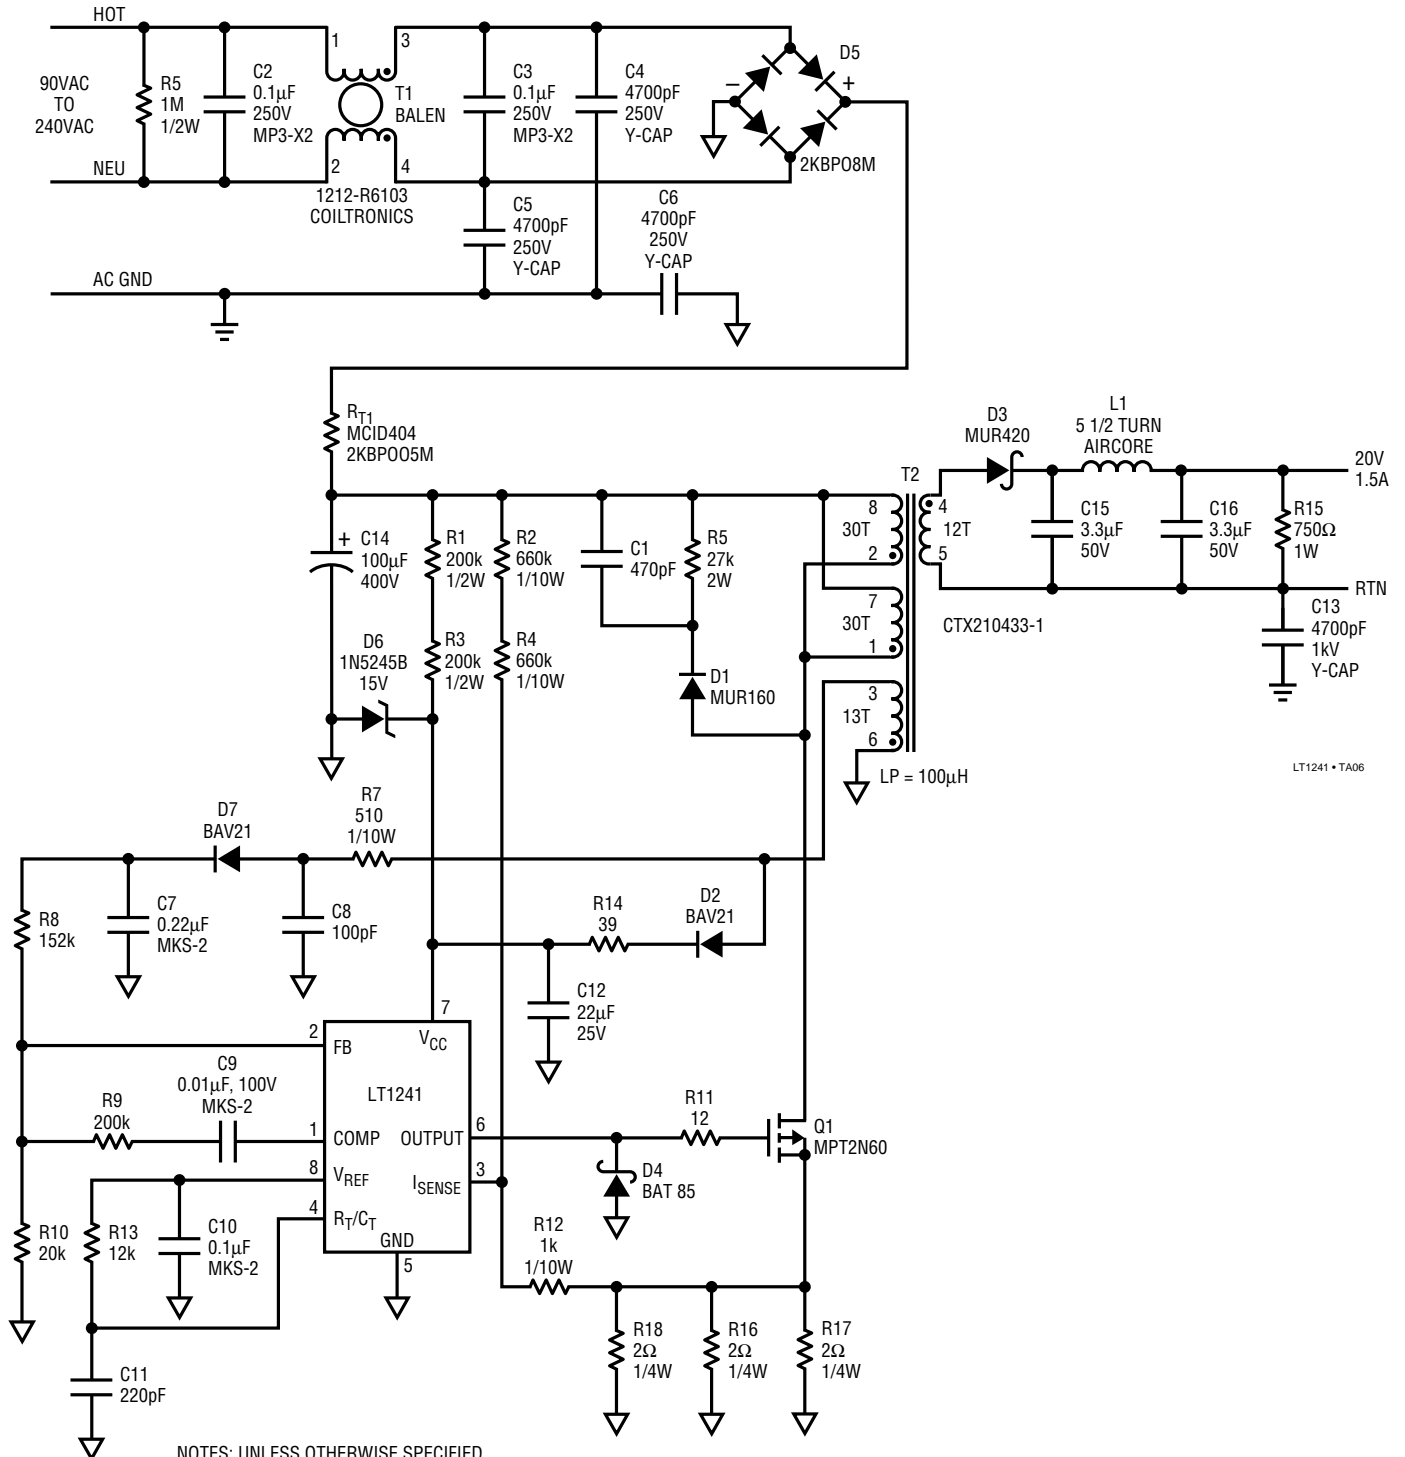 HOT
90VAC
TO
240VAC
R5
1M
1/2W
C2
0.1µF
250V
MP3-X2
1
3
T1
BALEN
2
4
1212-R6103
COILTRONICS
C3
0.1µF
250V
MP3-X2
C4
4700pF
250V
Y-CAP
D5
–
+
2KBPO8M
NEU
C5
4700pF
250V
Y-CAP
C6
4700pF
250V
Y-CAP
AC GND
RT1
MCID404
2KBPOO5M
+
C14
100µF
400V
R1
200k
1/2W
R2
660k
1/10W
C1
470pF
R5
27k
2W
T2
8
30T
2
4
12T
5
7
30T
1
3
13T
6
CTX210433-1
LP = 100µH
D3
MUR420
L1
5 1/2 TURN
AIRCORE
20V
1.5A
C15
3.3µF
50V
C16
3.3µF
50V
R15
750Ω
1W
RTN
C13
4700pF
1kV
Y-CAP
LT1241 • TA06
D6
1N5245B
15V
R3
200k
1/2W
R4
660k
1/10W
D1
MUR160
D7
BAV21
R7
510
1/10W
R8
152k
C7
0.22µF
MKS-2
C8
100pF
R14
39
D2
BAV21
C12
22µF
25V
7
VCC
2
FB
LT1241
C9
0.01µF, 100V
MKS-2
R9
200k
1
COMP
OUTPUT
6
8
VREF
ISENSE
3
4
RT/CT
GND
5
R11
12
Q1
MPT2N60
D4
BAT 85
R10
20k
R13
12k
C10
0.1µF
MKS-2
R12
1k
1/10W
R18
2Ω
1/4W
R16
2Ω
1/4W
R17
2Ω
1/4W
C11
220pF
NOTES: UNLESS OTHERWISE SPECIFIED